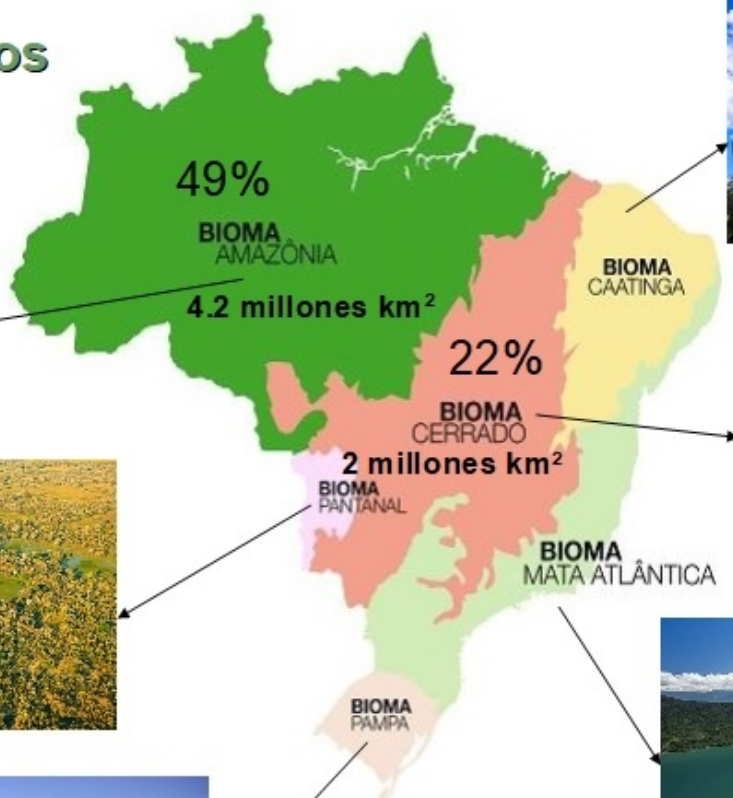 os
49%
BIOMA
AMAZÔNIA
4.2 millones km²
BIOMA
CAATINGA
22%
BIOMA
CERRADO
2 millones km²
BIOMA
PANTANAL
BIOMA
MATA ATLÂNTICA
BIOMA
PAMPA